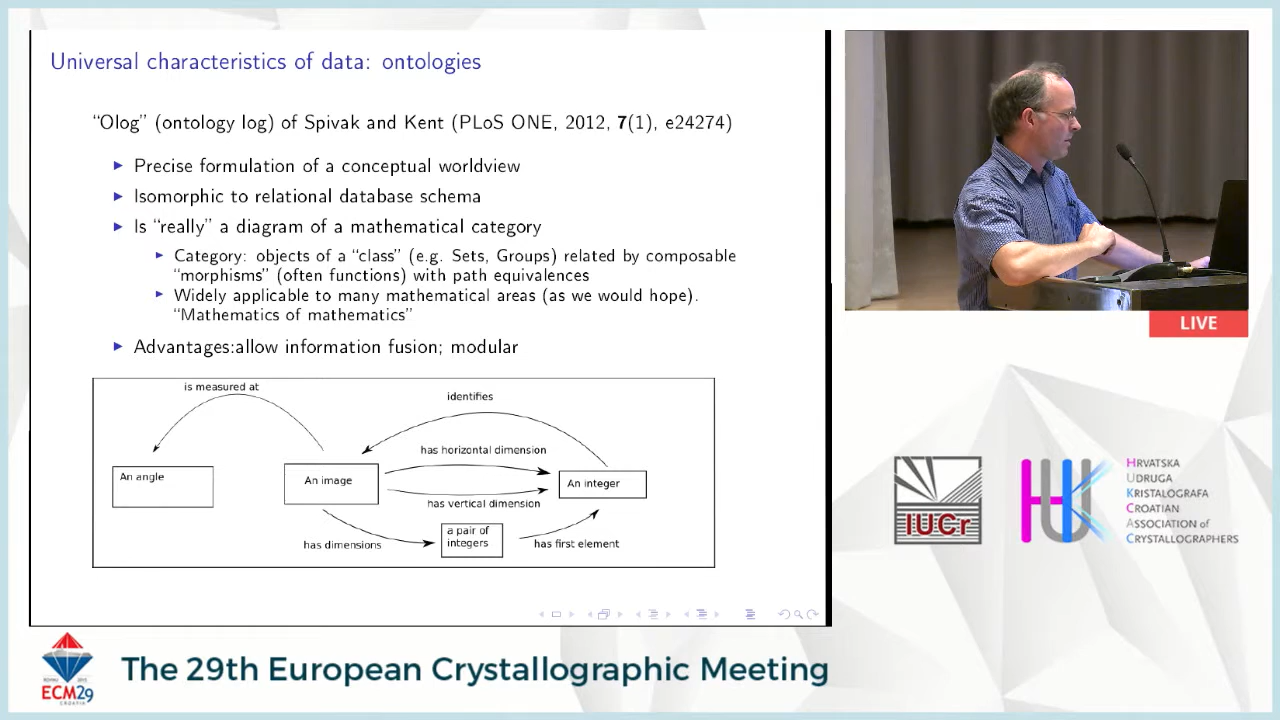 Universal characteristics of data: ontologies
“Olog” (ontology log) of Spivak and Kent (PLoS ONE, 2012, 7(1), e24274)
Precise formulation of a conceptual worldview
Isomorphic to relational database schema
Is “really” a diagram of a mathematical category
Category: objects of a “class” (e.g. Sets, Groups) related by composable
“morphisms” (often functions) with path equivalences
Widely applicable to many mathematical areas (as we would hope).
“Mathematics of mathematics”
Advantages:allow information fusion; modular
is measured at
identifies
has horizontal dimension
An angle
An image
An integer
has vertical dimension
a pair of
integers
has dimensions
has first element
LIVE
IUCr
HRVATSKA
UDRUGA
KRISTALOGRAFA
CROATIAN
ASSOCIATION of
CRYSTALLOGRAPHERS
ECM29
CROATIA
The 29th European Crystallographic Meeting